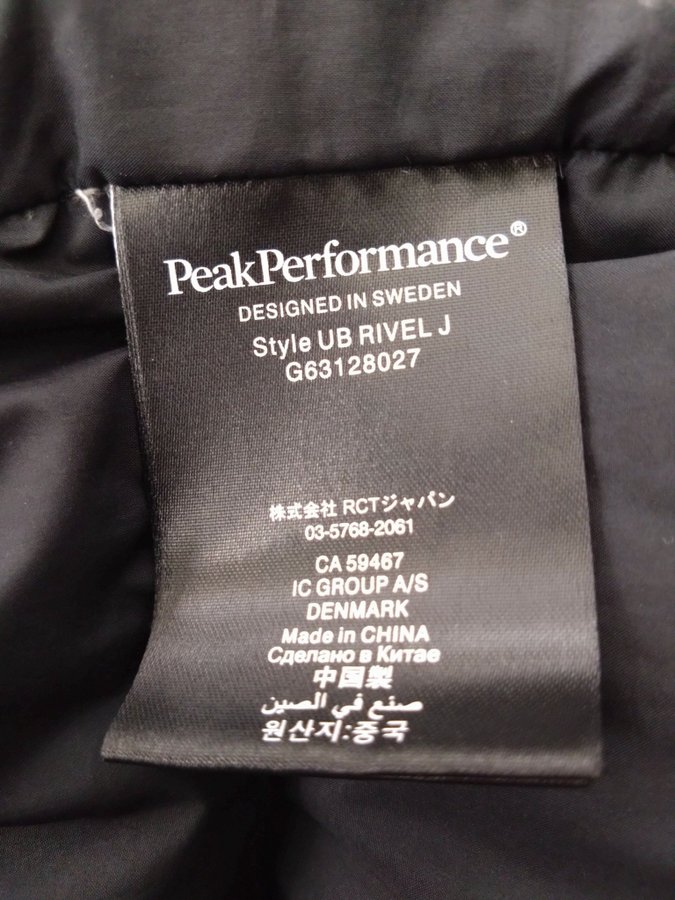 PeakPerformance®
DESIGNED IN SWEDEN
Style UB RIVEL J
G63128027
株式会社 RCTジャパン
03-5768-2061
CA 59467
IC GROUP A/S
DENMARK
Made in CHINA
Сделано в Китае
中国製
صنع في الصين
원산지:중국